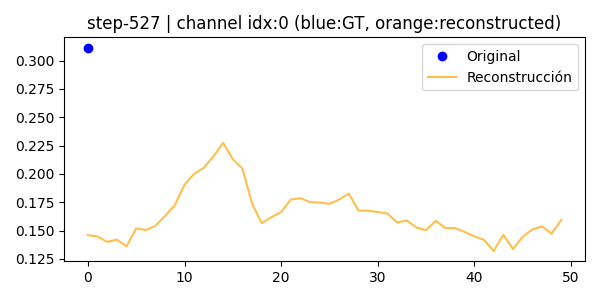 step-527 | channel idx:0 (blue:GT, orange:reconstructed)
Original
Reconstrucción
0.300
0.275
0.250
0.225
0.200
0.175
0.150
0.125
0 10 20 30 40 50